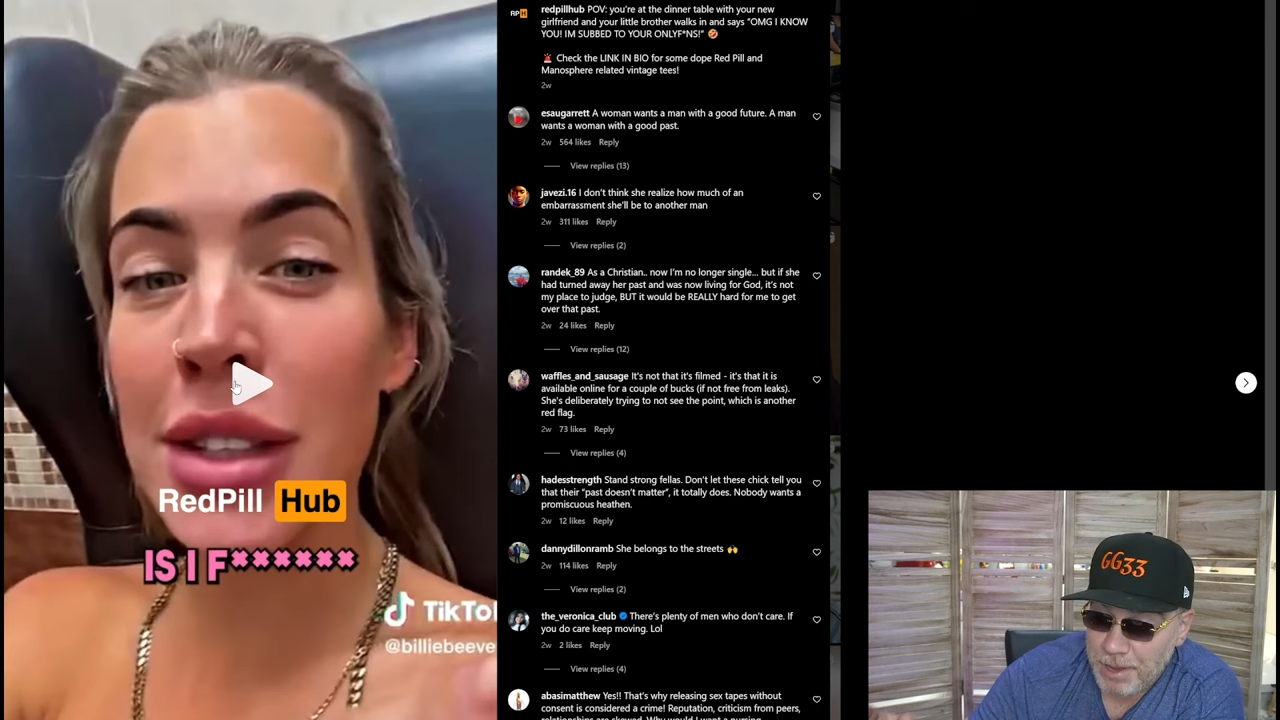 RedPill Hub
IS I F******
TikTok
@billiebeeve
RPH
redpillhub POV: you're at the dinner table with your new
girlfriend and your little brother walks in and says “OMG I KNOW
YOU! IM SUBBED TO YOUR ONLYF*NS!” 🤣
🚨 Check the LINK IN BIO for some dope Red Pill and
Manosphere related vintage tees!
2w
esaugarrett A woman wants a man with a good future. A man
wants a woman with a good past.
2w 564 likes Reply
View replies (13)
javezi.16 I don’t think she realize how much of an
embarrassment she’ll be to another man
2w 311 likes Reply
View replies (2)
randek_89 As a Christian.. now I’m no longer single... but if she
had turned away her past and was now living for God, it’s not
my place to judge, BUT it would be REALLY hard for me to get
over that past.
2w 24 likes Reply
View replies (12)
waffles_and_sausage It's not that it's filmed - it's that it is
available online for a couple of bucks (if not free from leaks).
She's deliberately trying to not see the point, which is another
red flag.
2w 73 likes Reply
View replies (4)
hadesstrength Stand strong fellas. Don’t let these chick tell you
that their “past doesn’t matter”, it totally does. Nobody wants a
promiscuous heathen.
2w 12 likes Reply
dannydillonramb She belongs to the streets 🙌
2w 114 likes Reply
View replies (2)
the_veronica_club There’s plenty of men who don’t care. If
you do care keep moving. Lol
2w 2 likes Reply
View replies (4)
abasimatthew Yes!! That’s why releasing sex tapes without
consent is considered a crime! Reputation, criticism from peers,
GG33